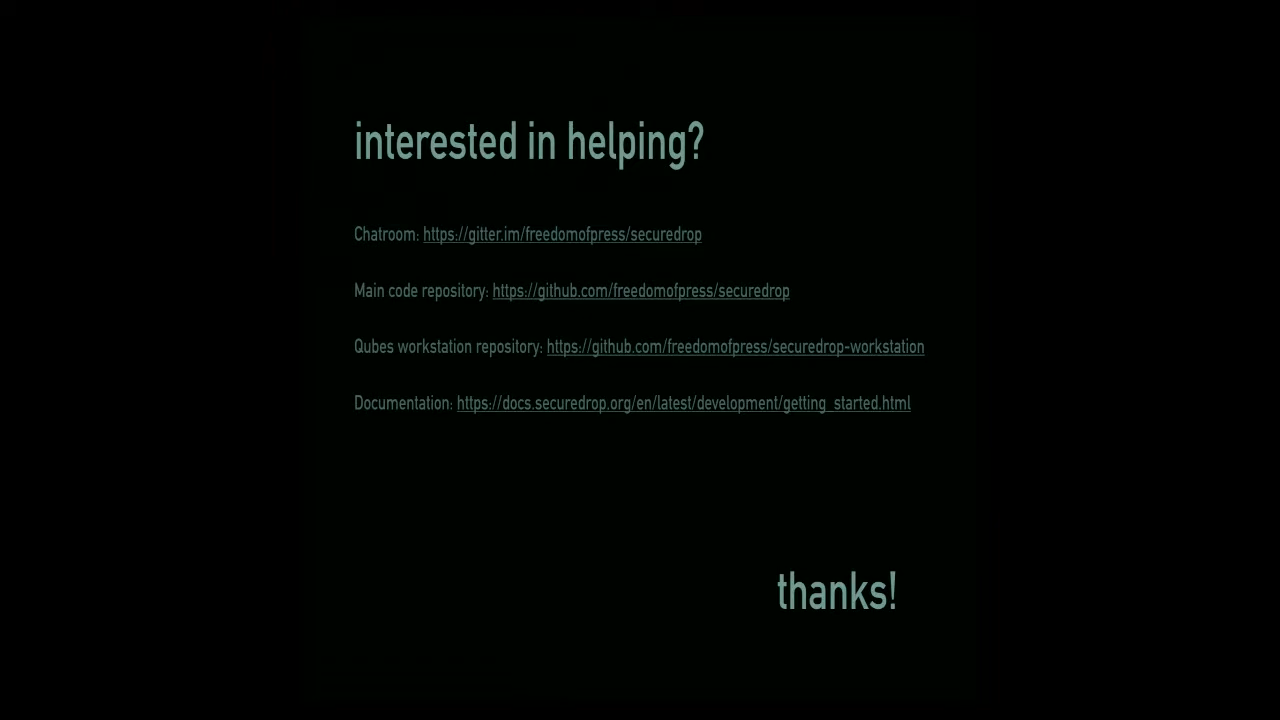 interested in helping?
Chatroom: https://gitter.im/freedomofpress/securedrop
Main code repository: https://github.com/freedomofpress/securedrop
Qubes workstation repository: https://github.com/freedomofpress/securedrop-workstation
Documentation: https://docs.securedrop.org/en/latest/development/getting_started.html
thanks!